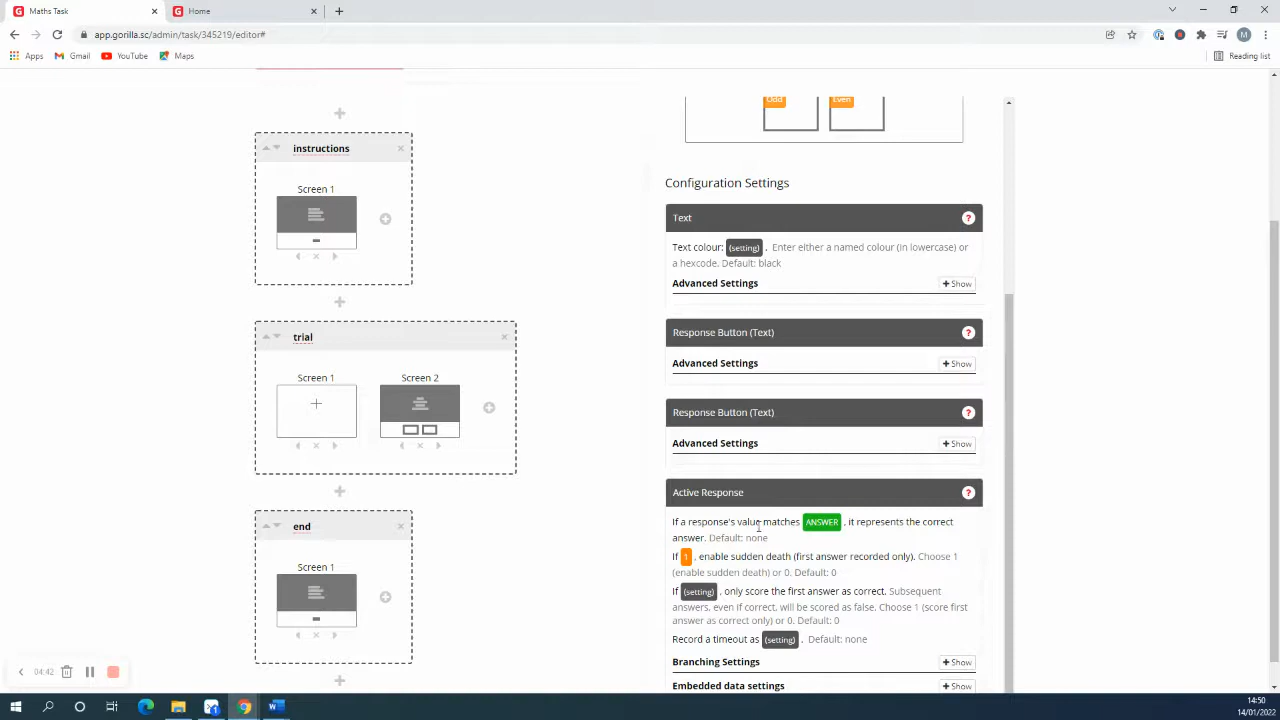 Maths Task
Home
app.gorilla.sc/admin/task/345219/editor#
M
Apps
Gmail
YouTube
Maps
Reading list
Odd
Even
instructions
Screen 1
trial
Screen 1
Screen 2
end
Screen 1
Configuration Settings
Text
?
Text colour: (setting) . Enter either a named colour (in lowercase) or
a hexcode. Default: black
Advanced Settings
Show
Response Button (Text)
?
Advanced Settings
Show
Response Button (Text)
?
Advanced Settings
Show
Active Response
?
If a response's value matches ANSWER , it represents the correct
answer. Default: none
If 1 , enable sudden death (first answer recorded only). Choose 1
(enable sudden death) or 0. Default: 0
If (setting) , only score the first answer as correct. Subsequent
answers, even if correct, will be scored as false. Choose 1 (score first
answer as correct only) or 0. Default: 0
Record a timeout as (setting) . Default: none
Branching Settings
Show
Embedded data settings
Show
04:42
14:50
14/01/2022